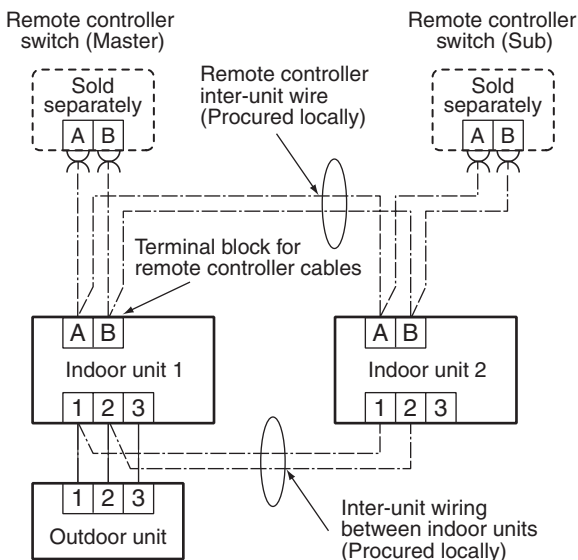 Remote controller
switch (Master)
Remote controller
switch (Sub)
Sold
separately
A B
Remote controller
inter-unit wire
(Procured locally)
Sold
separately
A B
Terminal block for
remote controller cables
A B
Indoor unit 1
1 2 3
A B
Indoor unit 2
1 2 3
1 2 3
Outdoor unit
Inter-unit wiring
between indoor units
(Procured locally)